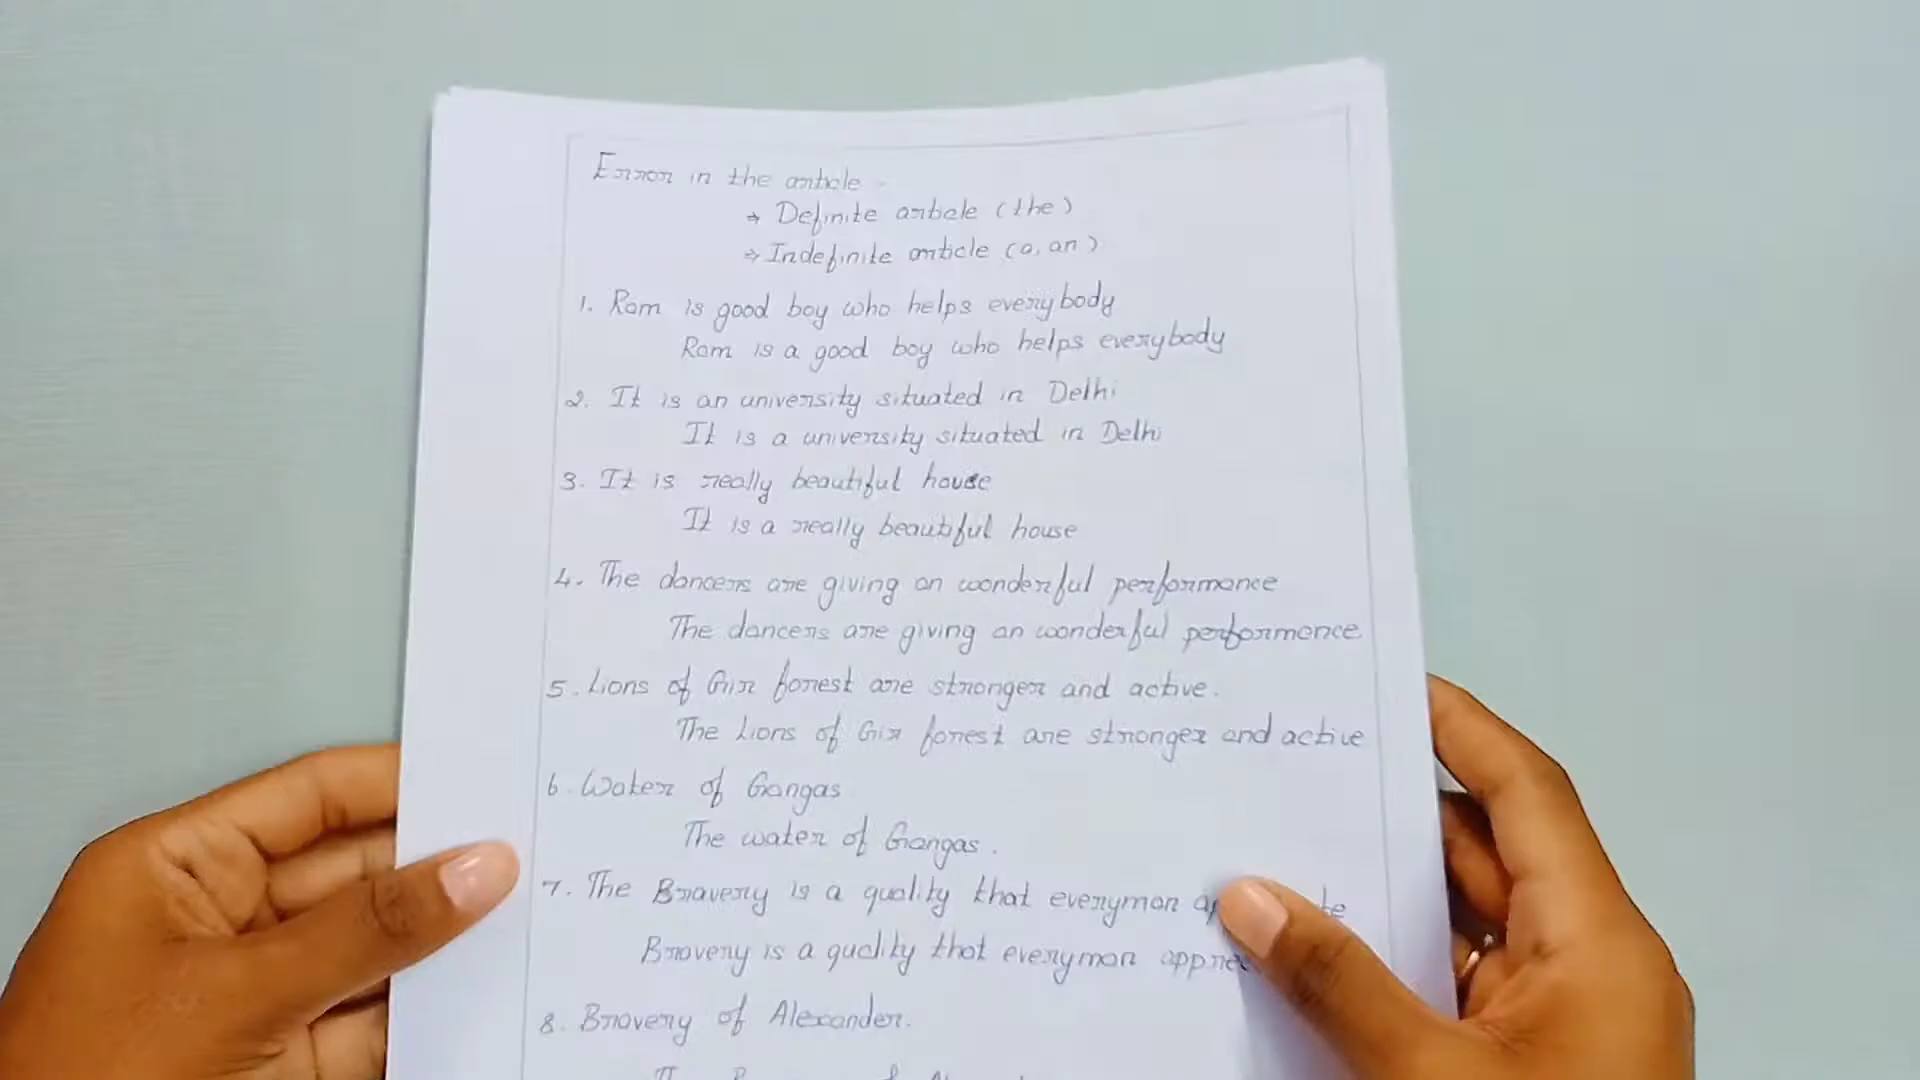 Error in the article -
→ Definite article (the)
⇒ Indefinite article (a, an)
1. Ram is good boy who helps everybody
Ram is a good boy who helps everybody
2. It is an university situated in Delhi
It is a university situated in Delhi
3. It is really beautiful house
It is a really beautiful house
4. The dancers are giving an wonderful performance
The dancers are giving an wonderful performance
5. Lions of Gir forest are stronger and active.
The Lions of Gir forest are stronger and active
6. Water of Gangas
The water of Gangas.
7. The Bravery is a quality that everyman
Bravery is a quality that everyman
8. Bravery of Alexander.